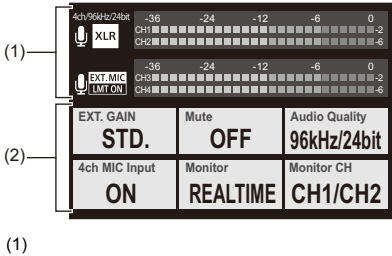 4ch/96kHz/24bit -36 -24 -12 -6 0
(1) XLR CH1 -2
CH2 -6
-36 -24 -12 -6 0
EXT. MIC CH3 -2
LMT ON CH4 -6
EXT. GAIN Mute Audio Quality
(2) STD. OFF 96kHz/24bit
4ch MIC Input Monitor Monitor CH
ON REALTIME CH1/CH2
(1)